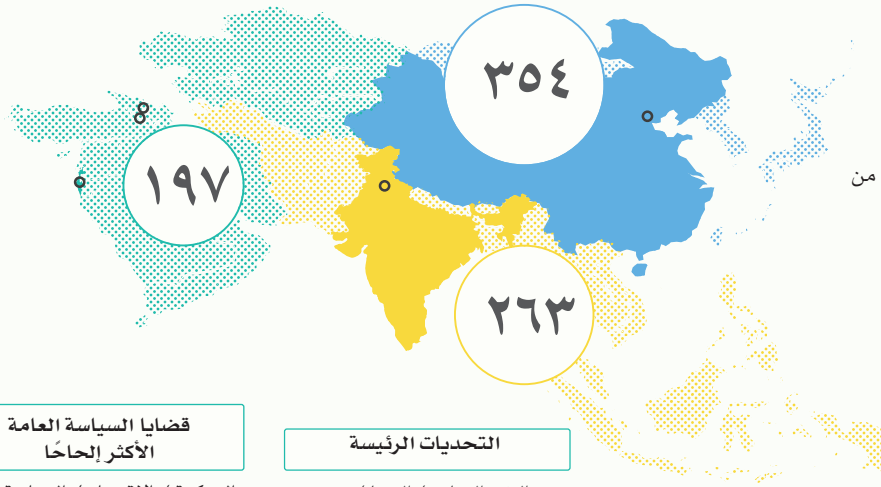 ٣٥٤
١٩٧
من
٢٦٣
التحديات الرئيسة
قضايا السياسة العامة
الأكثر إلحاحًا